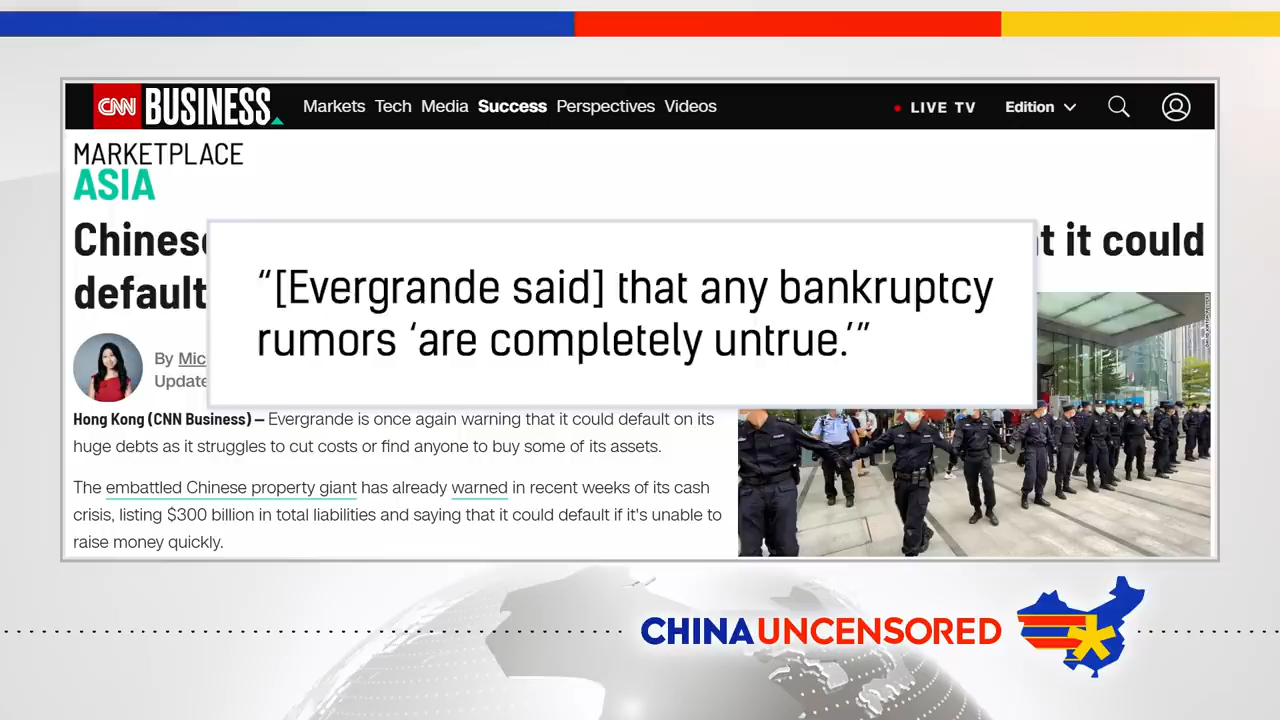 CNN BUSINESS Markets Tech Media Success Perspectives Videos LIVE TV Edition
MARKETPLACE
ASIA
t it could
default
“[Evergrande said] that any bankruptcy
rumors ‘are completely untrue.’”
By Mic
Update
Hong Kong (CNN Business) — Evergrande is once again warning that it could default on its
huge debts as it struggles to cut costs or find anyone to buy some of its assets.
The embattled Chinese property giant has already warned in recent weeks of its cash
crisis, listing $300 billion in total liabilities and saying that it could default if it's unable to
raise money quickly.
CHINA UNCENSORED